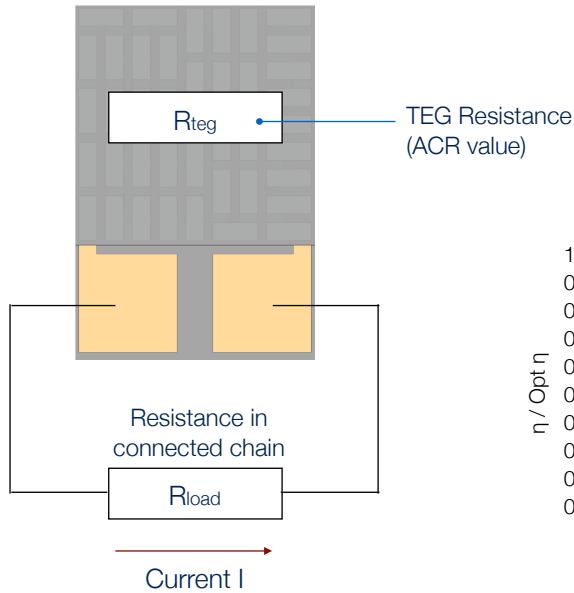 Rteg
TEG Resistance
(ACR value)
1
0
0
0
0
0
0
0
0
0
η / Opt η
Resistance in
connected chain
Rload
Current I